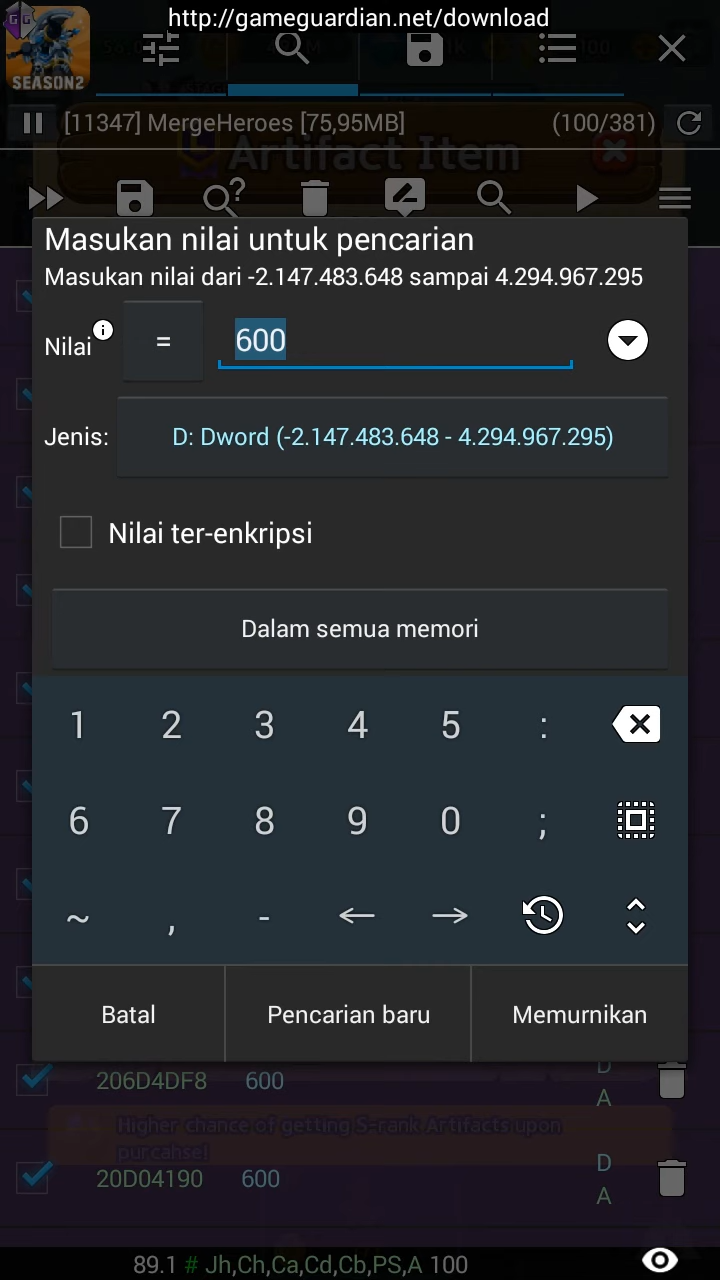 http://gameguardian.net/download
SEASON2
[11347] MergeHeroes [75,95MB]
(100/381)
Artifact Item
Masukan nilai untuk pencarian
Masukan nilai dari -2.147.483.648 sampai 4.294.967.295
Nilai i = 600
Jenis: D: Dword (-2.147.483.648 - 4.294.967.295)
Nilai ter-enkripsi
Dalam semua memori
1 2 3 4 5 :
6 7 8 9 0 ;
~ , - ← →
Batal Pencarian baru Memurnikan
206D4DF8 600 D
A
Higher chance of getting S-rank Artifacts upon
purcahse!
20D04190 600 D
A
89.1 # Jh,Ch,Ca,Cd,Cb,PS,A 100